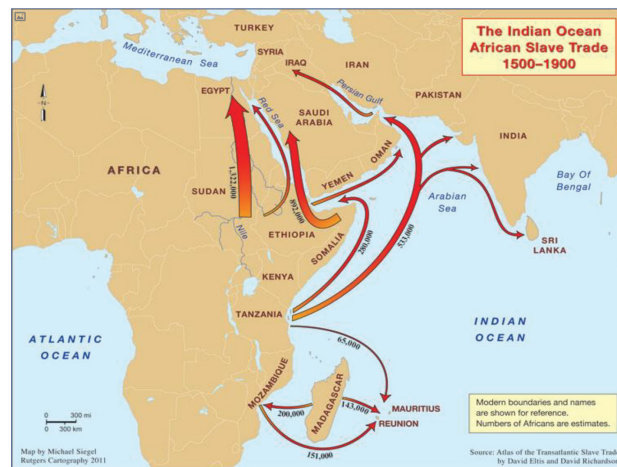 The Indian Ocean
African Slave Trade
1500–1900
TURKEY
Mediterranean Sea
SYRIA
IRAQ
IRAN
Persian Gulf
PAKISTAN
EGYPT
Red Sea
SAUDI
ARABIA
INDIA
OMAN
AFRICA
SUDAN
1,322,000
892,000
YEMEN
Arabian
Sea
Bay Of
Bengal
Nile
ETHIOPIA
SOMALIA
200,000
533,000
SRI
LANKA
KENYA
TANZANIA
ATLANTIC
OCEAN
INDIAN
OCEAN
65,000
MOZAMBIQUE
200,000
MADAGASCAR
143,000
MAURITIUS
REUNION
151,000
N
0 300 mi
0 300 km
Modern boundaries and names
are shown for reference.
Numbers of Africans are estimates.
Map by Michael Siegel
Rutgers Cartography 2011
Source: Atlas of the Transatlantic Slave Trade
by David Eltis and David Richardson